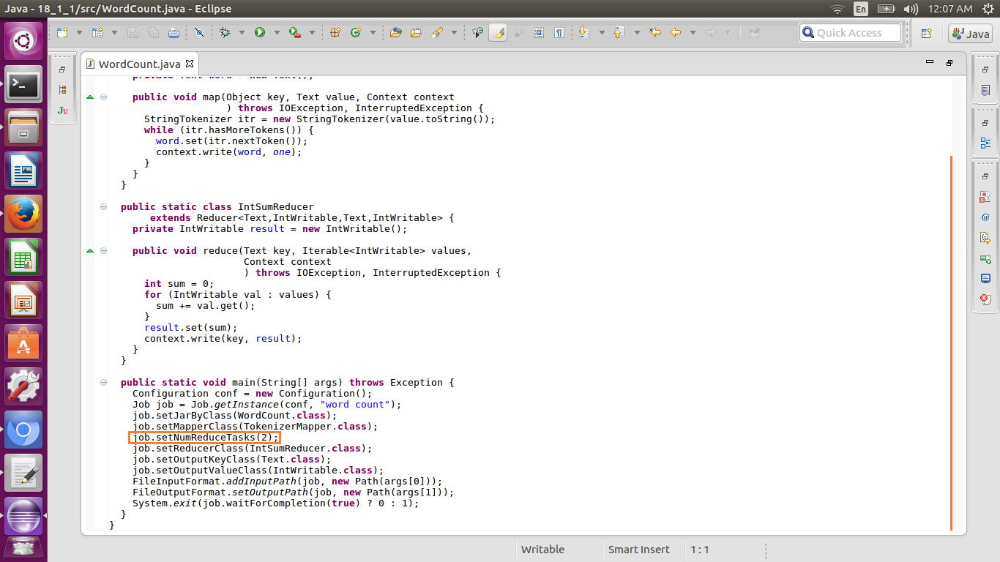 Java - 18_1_1/src/WordCount.java - Eclipse
En
12:07 AM
Quick Access
Java
WordCount.java
private Text word = new Text();
public void map(Object key, Text value, Context context
) throws IOException, InterruptedException {
StringTokenizer itr = new StringTokenizer(value.toString());
while (itr.hasMoreTokens()) {
word.set(itr.nextToken());
context.write(word, one);
}
}
}
public static class IntSumReducer
extends Reducer<Text,IntWritable,Text,IntWritable> {
private IntWritable result = new IntWritable();
public void reduce(Text key, Iterable<IntWritable> values,
Context context
) throws IOException, InterruptedException {
int sum = 0;
for (IntWritable val : values) {
sum += val.get();
}
result.set(sum);
context.write(key, result);
}
}
public static void main(String[] args) throws Exception {
Configuration conf = new Configuration();
Job job = Job.getInstance(conf, "word count");
job.setJarByClass(WordCount.class);
job.setMapperClass(TokenizerMapper.class);
job.setNumReduceTasks(2);
job.setReducerClass(IntSumReducer.class);
job.setOutputKeyClass(Text.class);
job.setOutputValueClass(IntWritable.class);
FileInputFormat.addInputPath(job, new Path(args[0]));
FileOutputFormat.setOutputPath(job, new Path(args[1]));
System.exit(job.waitForCompletion(true) ? 0 : 1);
}
}
Writable
Smart Insert
1 : 1